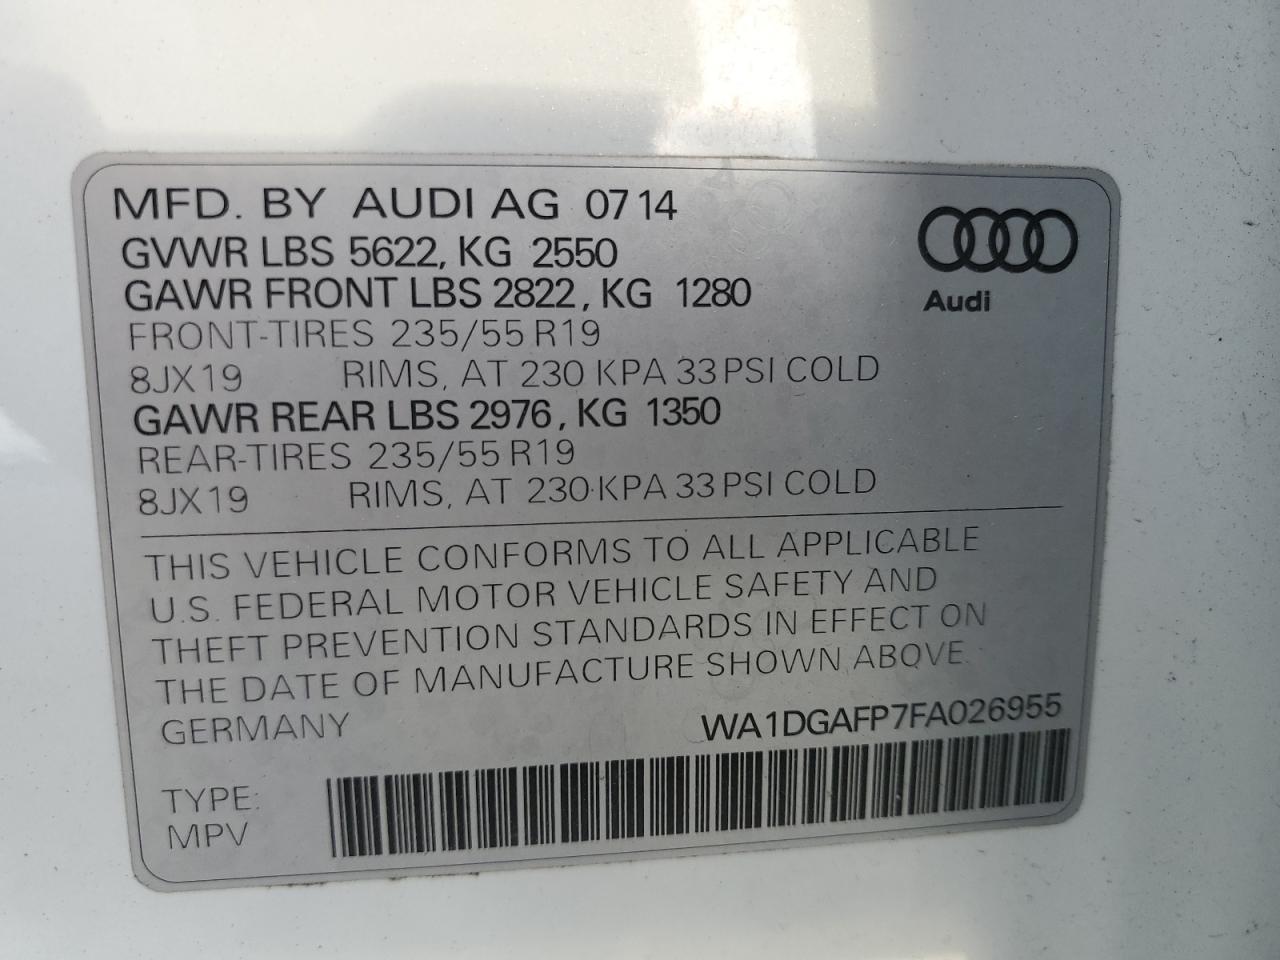 MFD. BY AUDI AG 07 14
GVWR LBS 5622, KG 2550
GAWR FRONT LBS 2822, KG 1280
FRONT-TIRES 235/55 R19
8JX19 RIMS, AT 230 KPA 33 PSI COLD
GAWR REAR LBS 2976, KG 1350
REAR-TIRES 235/55 R19
8JX19 RIMS, AT 230 KPA 33 PSI COLD
Audi
THIS VEHICLE CONFORMS TO ALL APPLICABLE
U.S. FEDERAL MOTOR VEHICLE SAFETY AND
THEFT PREVENTION STANDARDS IN EFFECT ON
THE DATE OF MANUFACTURE SHOWN ABOVE.
GERMANY WA1DGAFP7FA026955
TYPE:
MPV